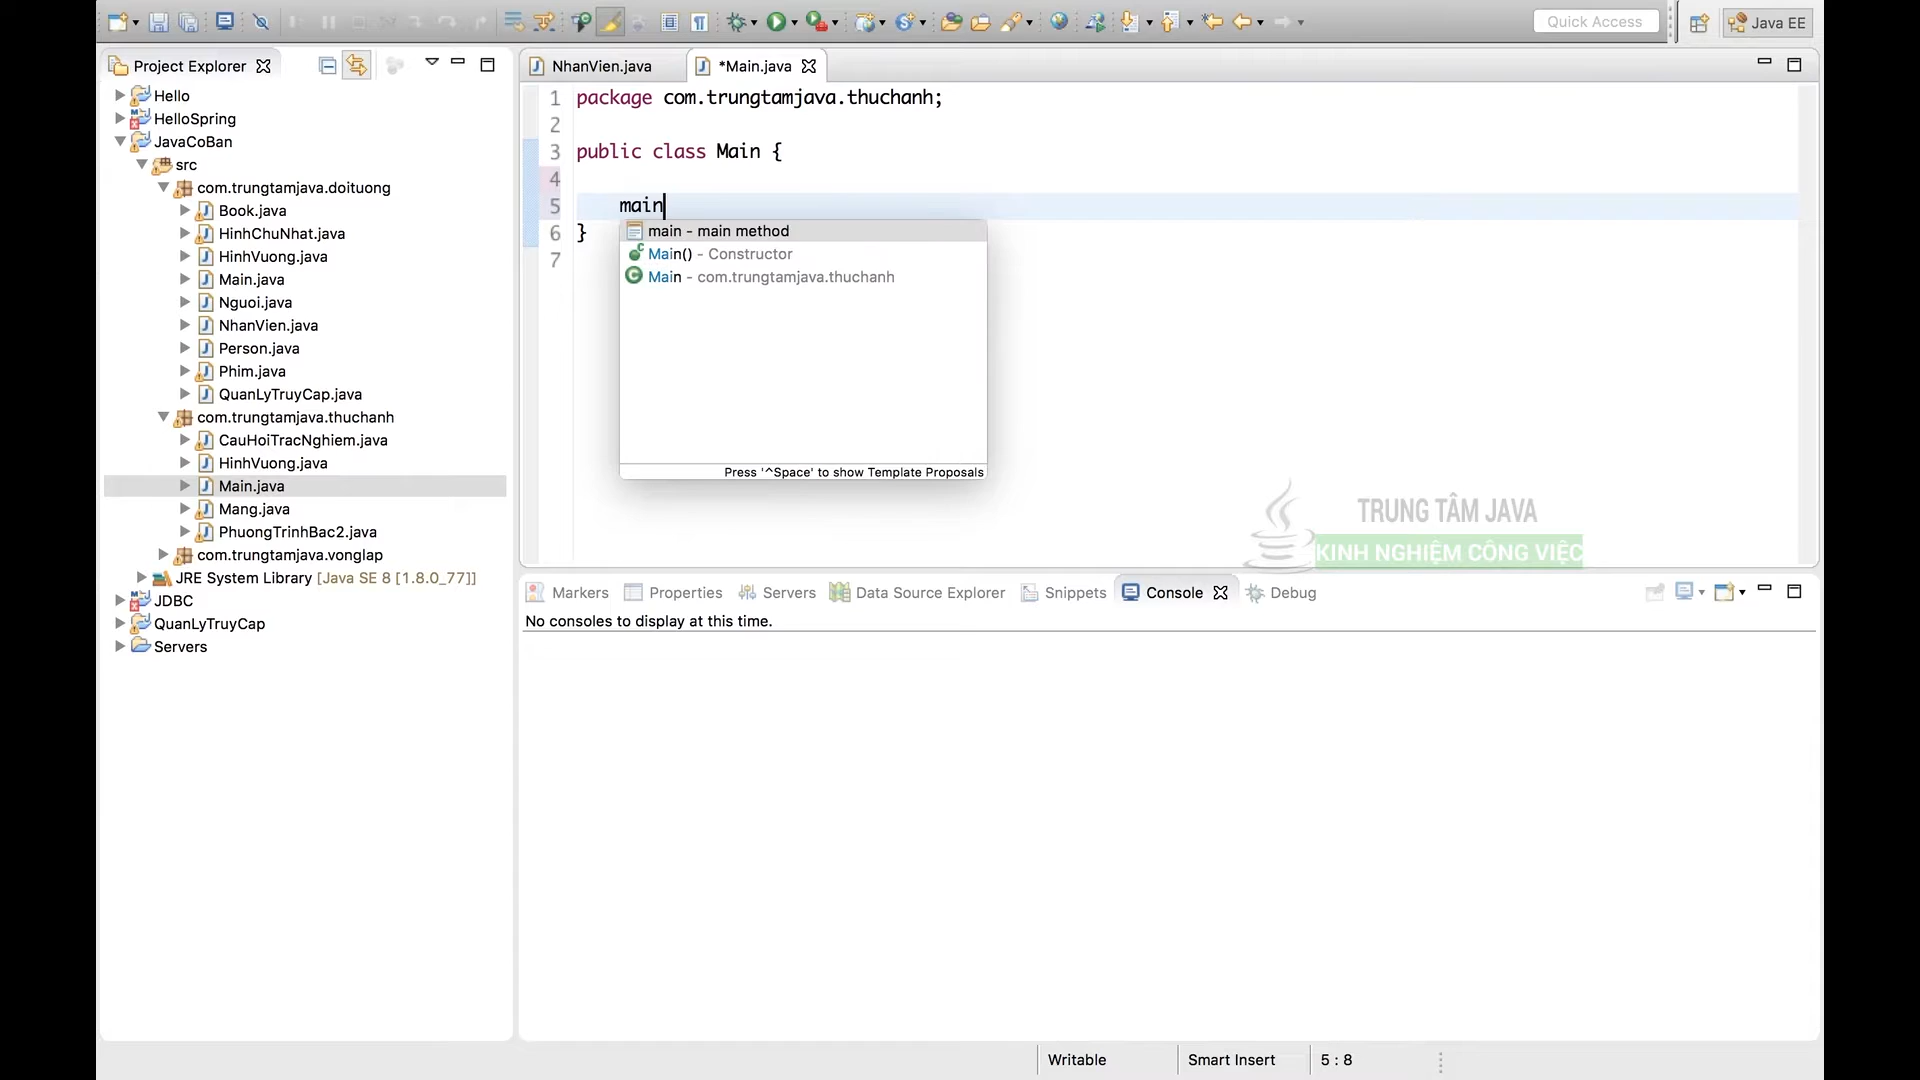 Quick Access
Java EE
Project Explorer
Hello
HelloSpring
JavaCoBan
src
com.trungtamjava.doituong
Book.java
HinhChuNhat.java
HinhVuong.java
Main.java
Nguoi.java
NhanVien.java
Person.java
Phim.java
QuanLyTruyCap.java
com.trungtamjava.thuchanh
CauHoiTracNghiem.java
HinhVuong.java
Main.java
Mang.java
PhuongTrinhBac2.java
com.trungtamjava.vonglap
JRE System Library [Java SE 8 [1.8.0_77]]
JDBC
QuanLyTruyCap
Servers
NhanVien.java
*Main.java
1 package com.trungtamjava.thuchanh;
2
3 public class Main {
4
5 main
6 }
7
main - main method
Main() - Constructor
Main - com.trungtamjava.thuchanh
Press '^Space' to show Template Proposals
TRUNG TÂM JAVA
KINH NGHIỆM CÔNG VIỆC
Markers Properties Servers Data Source Explorer Snippets Console Debug
No consoles to display at this time.
Writable Smart Insert 5 : 8